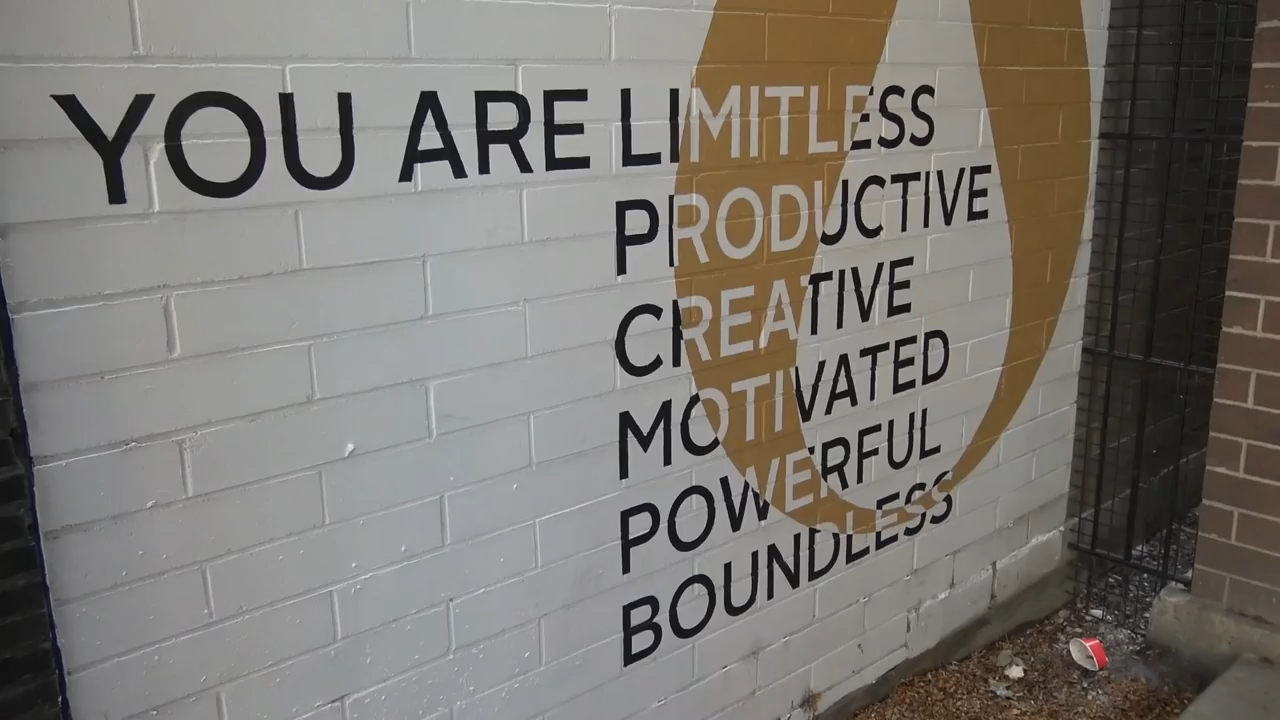 YOU ARE LIMITLESS
PRODUCTIVE
CREATIVE
MOTIVATED
POWERFUL
BOUNDLESS